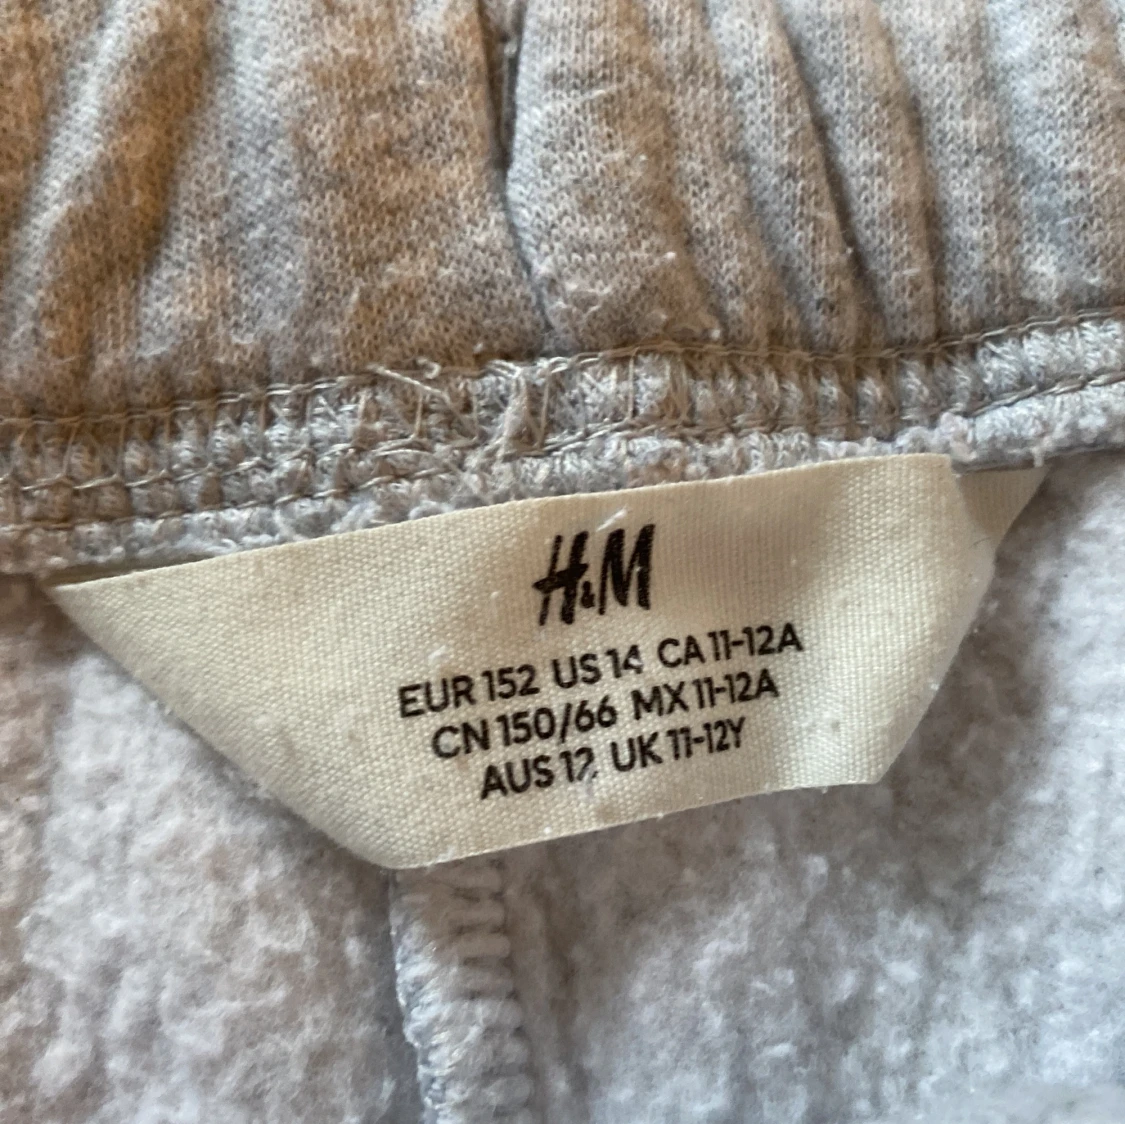 H&M
EUR 152 US 14 CA 11-12A
CN 150/66 MX 11-12A
AUS 12 UK 11-12Y